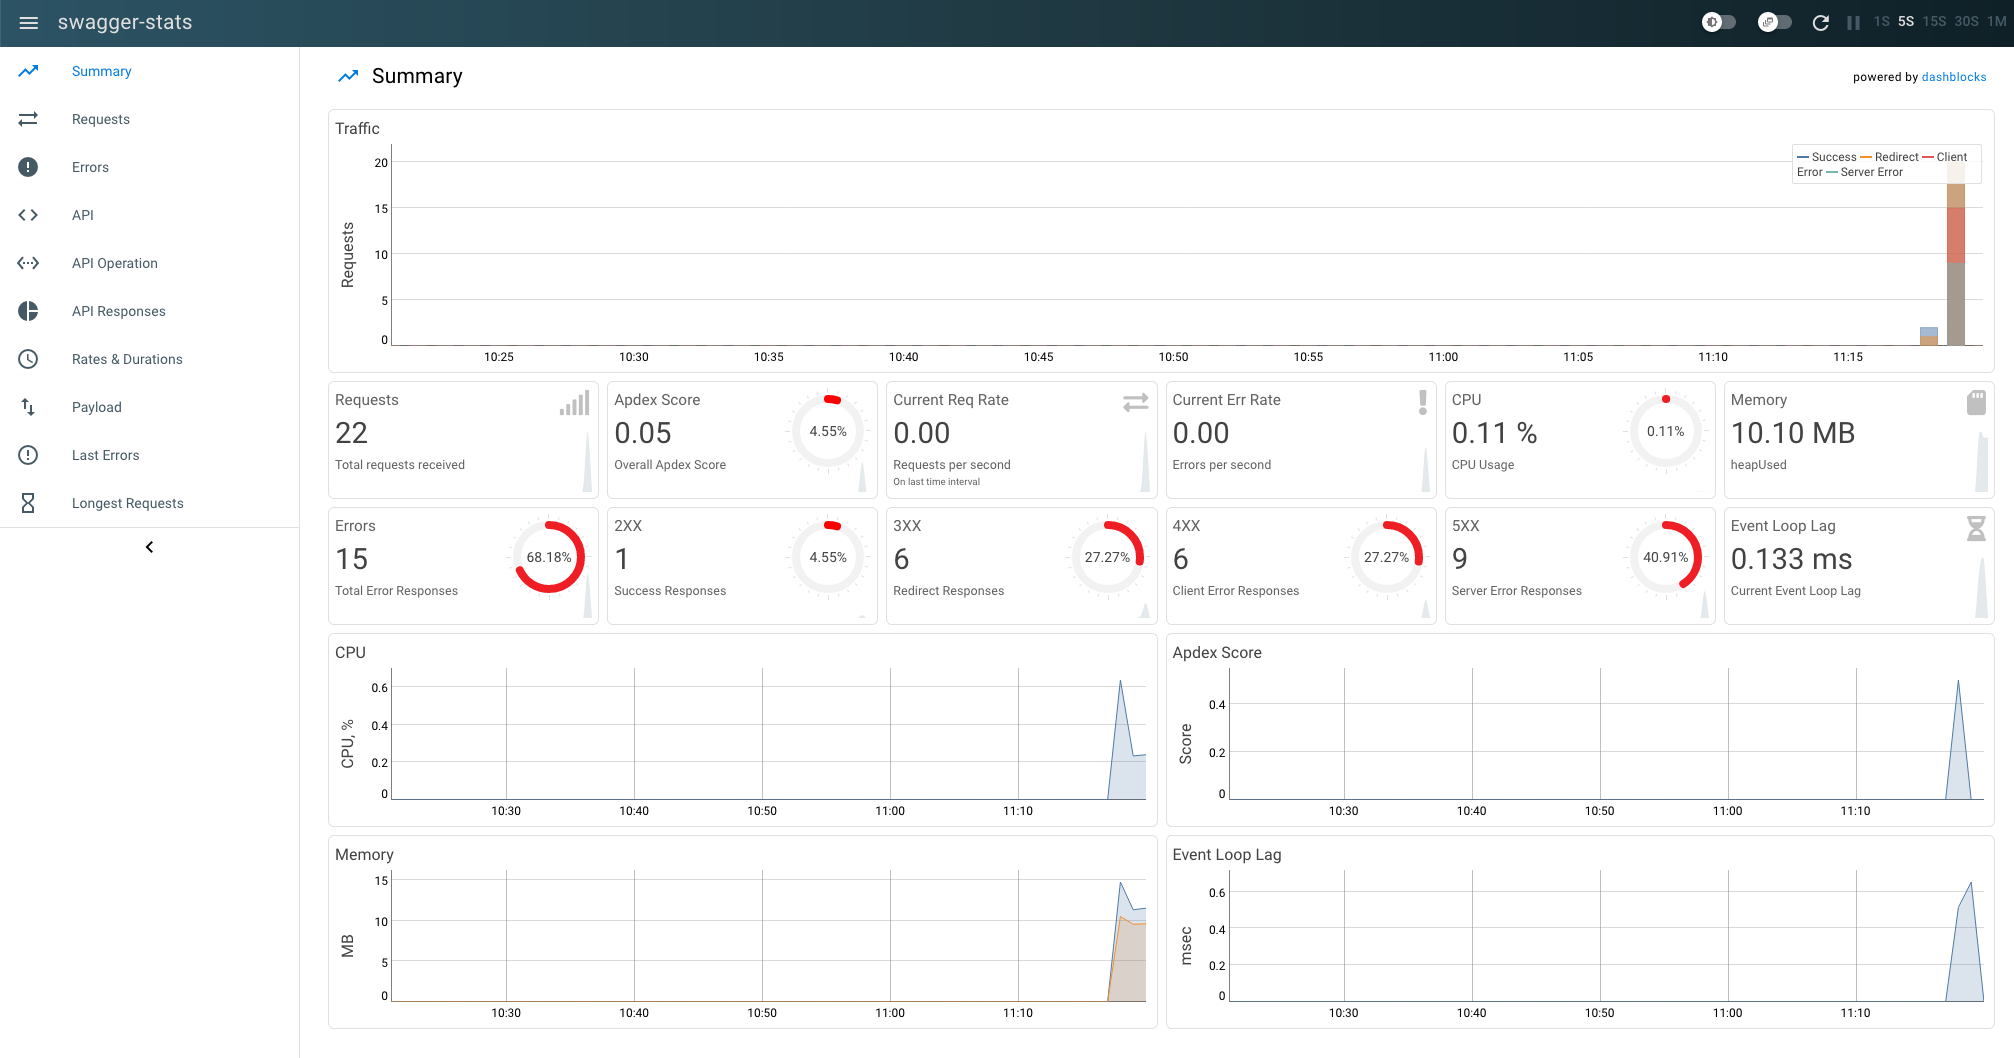 swagger-stats
1S 5S 15S 30S 1M
Summary
Requests
Errors
API
API Operation
API Responses
Rates & Durations
Payload
Last Errors
Longest Requests
Summary
powered by dashblocks
Traffic
Requests
20
15
10
5
0
Success Redirect Client
Error Server Error
10:25 10:30 10:35 10:40 10:45 10:50 10:55 11:00 11:05 11:10 11:15
Requests
22
Total requests received
Apdex Score
0.05
Overall Apdex Score
4.55%
Current Req Rate
0.00
Requests per second
On last time interval
Current Err Rate
0.00
Errors per second
CPU
0.11 %
CPU Usage
0.11%
Memory
10.10 MB
heapUsed
Errors
15
Total Error Responses
68.18%
2XX
1
Success Responses
4.55%
3XX
6
Redirect Responses
27.27%
4XX
6
Client Error Responses
27.27%
5XX
9
Server Error Responses
40.91%
Event Loop Lag
0.133 ms
Current Event Loop Lag
CPU
CPU, %
0.6
0.4
0.2
0
10:30 10:40 10:50 11:00 11:10
Apdex Score
Score
0.4
0.2
0
10:30 10:40 10:50 11:00 11:10
Memory
MB
15
10
5
0
10:30 10:40 10:50 11:00 11:10
Event Loop Lag
msec
0.6
0.4
0.2
0
10:30 10:40 10:50 11:00 11:10